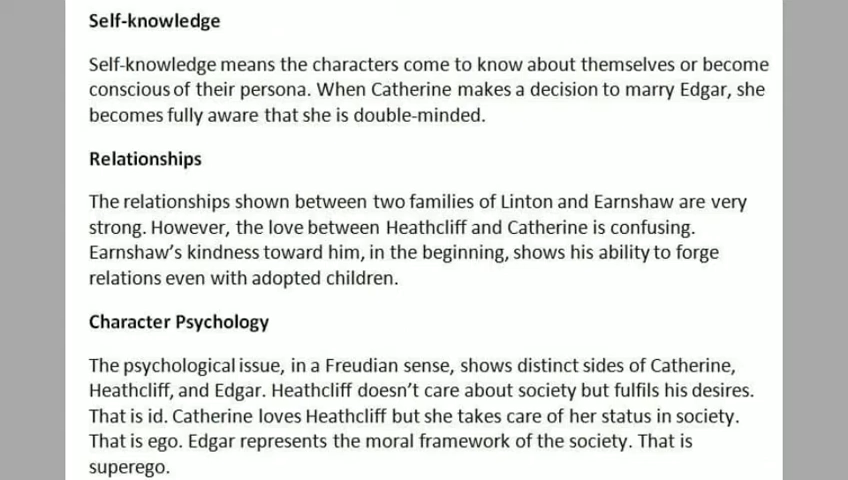 Self-knowledge
Self-knowledge means the characters come to know about themselves or become
conscious of their persona. When Catherine makes a decision to marry Edgar, she
becomes fully aware that she is double-minded.
Relationships
The relationships shown between two families of Linton and Earnshaw are very
strong. However, the love between Heathcliff and Catherine is confusing.
Earnshaw’s kindness toward him, in the beginning, shows his ability to forge
relations even with adopted children.
Character Psychology
The psychological issue, in a Freudian sense, shows distinct sides of Catherine,
Heathcliff, and Edgar. Heathcliff doesn’t care about society but fulfils his desires.
That is id. Catherine loves Heathcliff but she takes care of her status in society.
That is ego. Edgar represents the moral framework of the society. That is
superego.